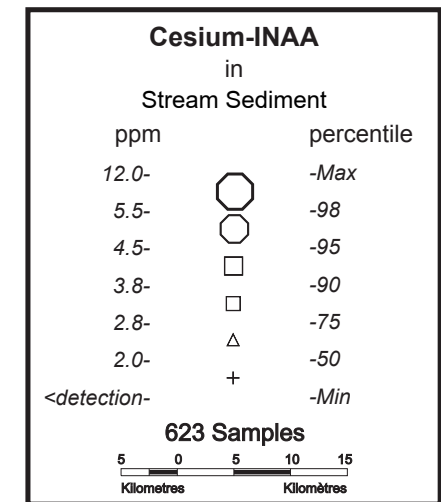 Cesium-INAA
in
Stream Sediment
ppm percentile
12.0- -Max
5.5- -98
4.5- -95
3.8- -90
2.8- -75
2.0- -50
<detection- -Min
623 Samples
5 0 5 10 15
Kilometres Kilomètres